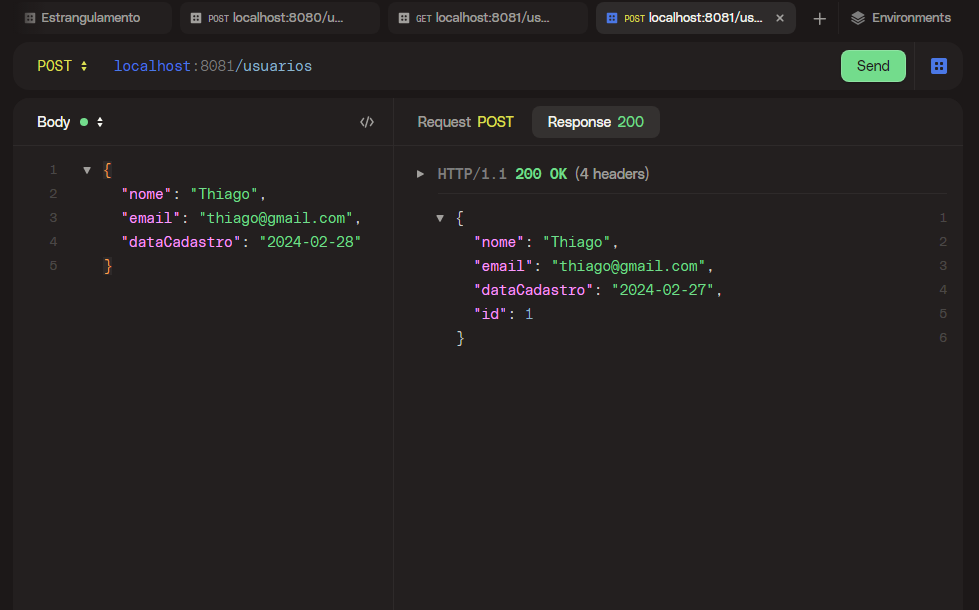 Estrangulamento
POST localhost:8080/u...
GET localhost:8081/us...
POST localhost:8081/us...
Environments
POST
localhost:8081/usuarios
Send
Body
Request POST
Response 200
1 {
2 "nome": "Thiago",
3 "email": "thiago@gmail.com",
4 "dataCadastro": "2024-02-28"
5 }
HTTP/1.1 200 OK (4 headers)
{ 1
"nome": "Thiago", 2
"email": "thiago@gmail.com", 3
"dataCadastro": "2024-02-27", 4
"id": 1 5
} 6